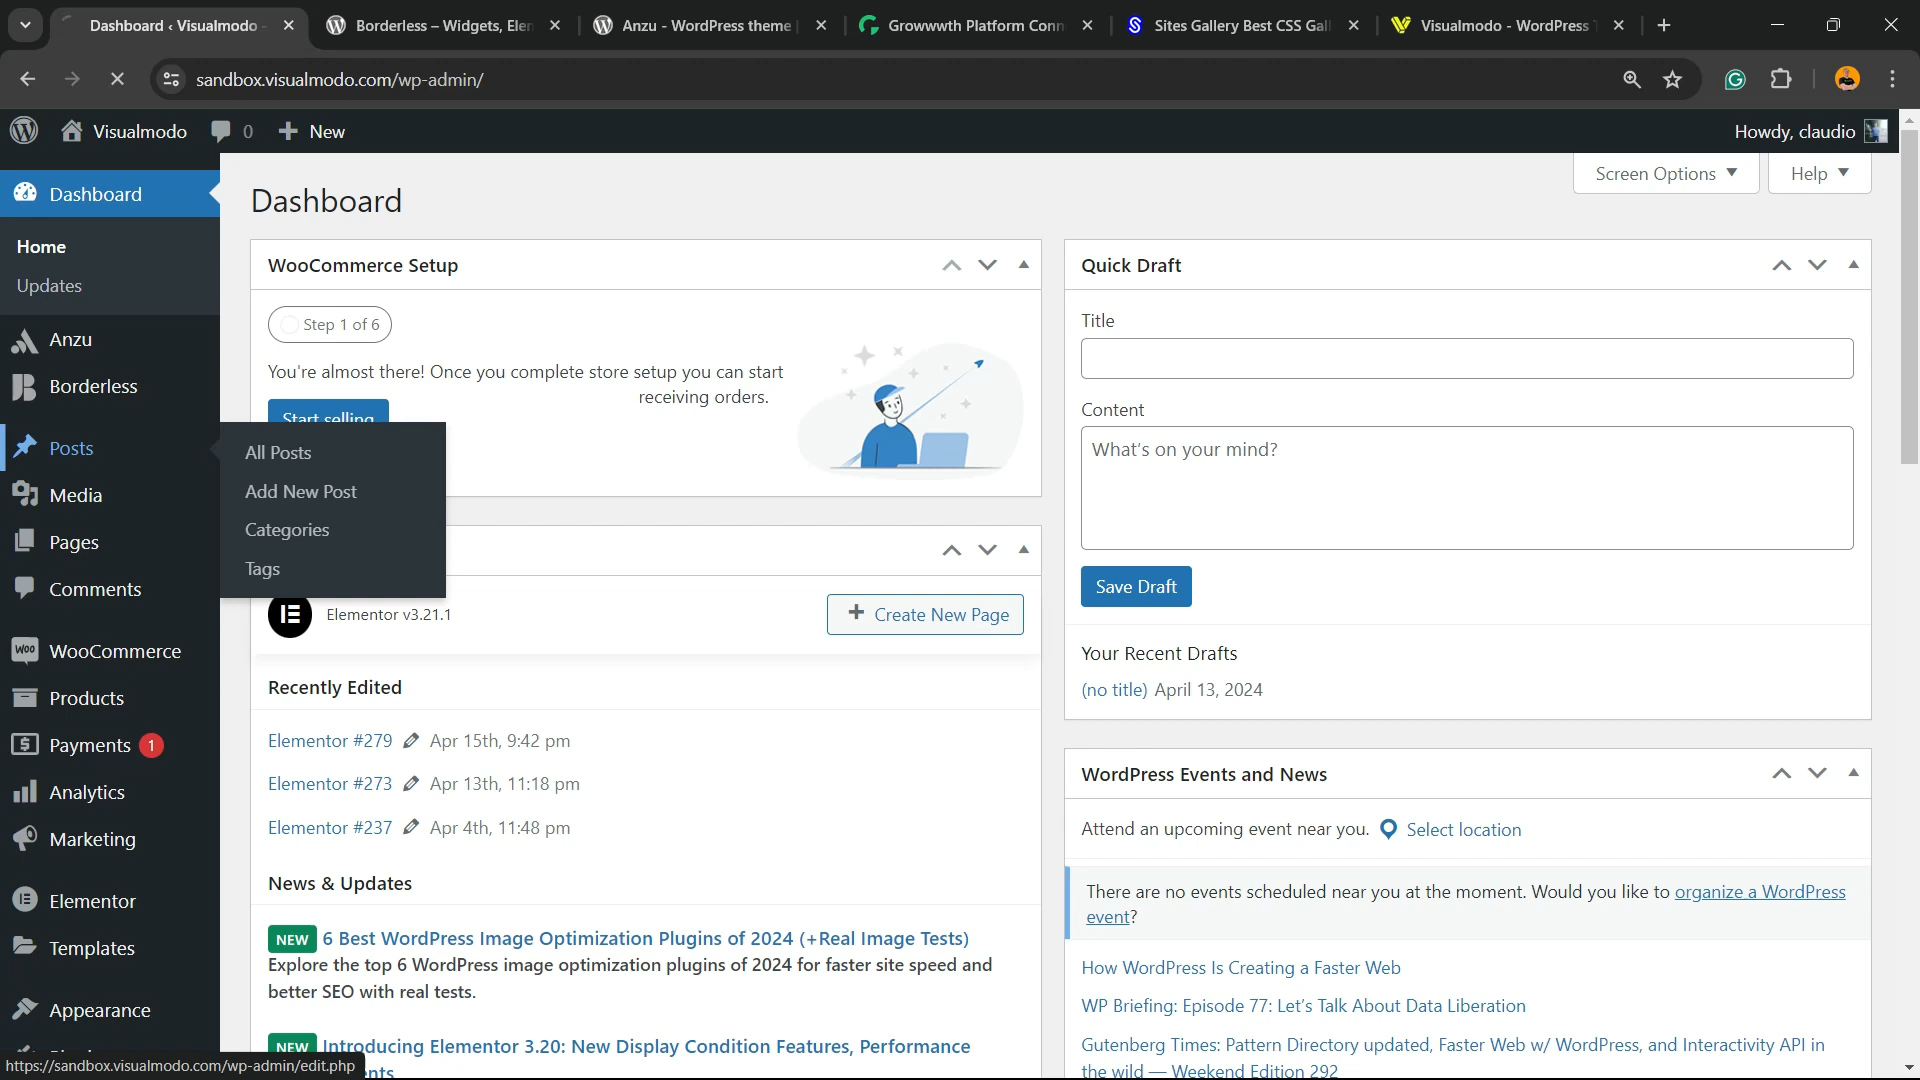 Dashboard ‹ Visualmodo -
Borderless – Widgets, Elem
Anzu - WordPress theme |
Growwwth Platform Conn
Sites Gallery Best CSS Gal
Visualmodo - WordPress T
sandbox.visualmodo.com/wp-admin/
Visualmodo
0
New
Howdy, claudio
Dashboard
Home
Updates
Anzu
Borderless
Posts
Media
Pages
Comments
WooCommerce
Products
Payments 1
Analytics
Marketing
Elementor
Templates
Appearance
All Posts
Add New Post
Categories
Tags
Screen Options
Help
Dashboard
WooCommerce Setup
Step 1 of 6
You're almost there! Once you complete store setup you can start
receiving orders.
Start selling
Elementor v3.21.1
Create New Page
Recently Edited
Elementor #279 Apr 15th, 9:42 pm
Elementor #273 Apr 13th, 11:18 pm
Elementor #237 Apr 4th, 11:48 pm
News & Updates
NEW 6 Best WordPress Image Optimization Plugins of 2024 (+Real Image Tests)
Explore the top 6 WordPress image optimization plugins of 2024 for faster site speed and
better SEO with real tests.
NEW Introducing Elementor 3.20: New Display Condition Features, Performance
Quick Draft
Title
Content
What's on your mind?
Save Draft
Your Recent Drafts
(no title) April 13, 2024
WordPress Events and News
Attend an upcoming event near you. Select location
There are no events scheduled near you at the moment. Would you like to organize a WordPress
event?
How WordPress Is Creating a Faster Web
WP Briefing: Episode 77: Let's Talk About Data Liberation
Gutenberg Times: Pattern Directory updated, Faster Web w/ WordPress, and Interactivity API in
the wild — Weekend Edition 292
https://sandbox.visualmodo.com/wp-admin/edit.php